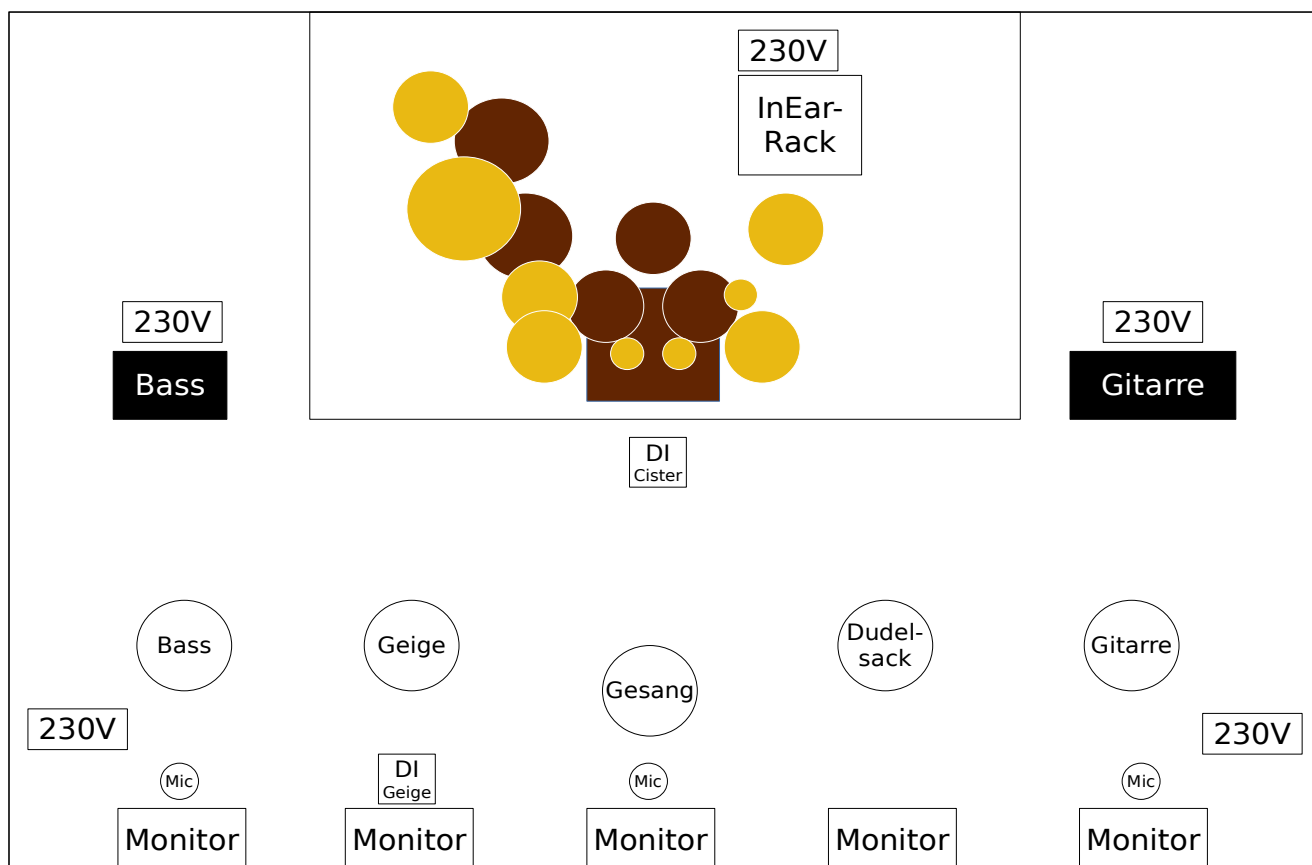 230V
InEar-
Rack
230V
230V
Bass
Gitarre
DI
Cister
Bass
Geige
Gesang
Dudel-
sack
Gitarre
230V
230V
Mic
DI
Geige
Mic
Mic
Monitor
Monitor
Monitor
Monitor
Monitor